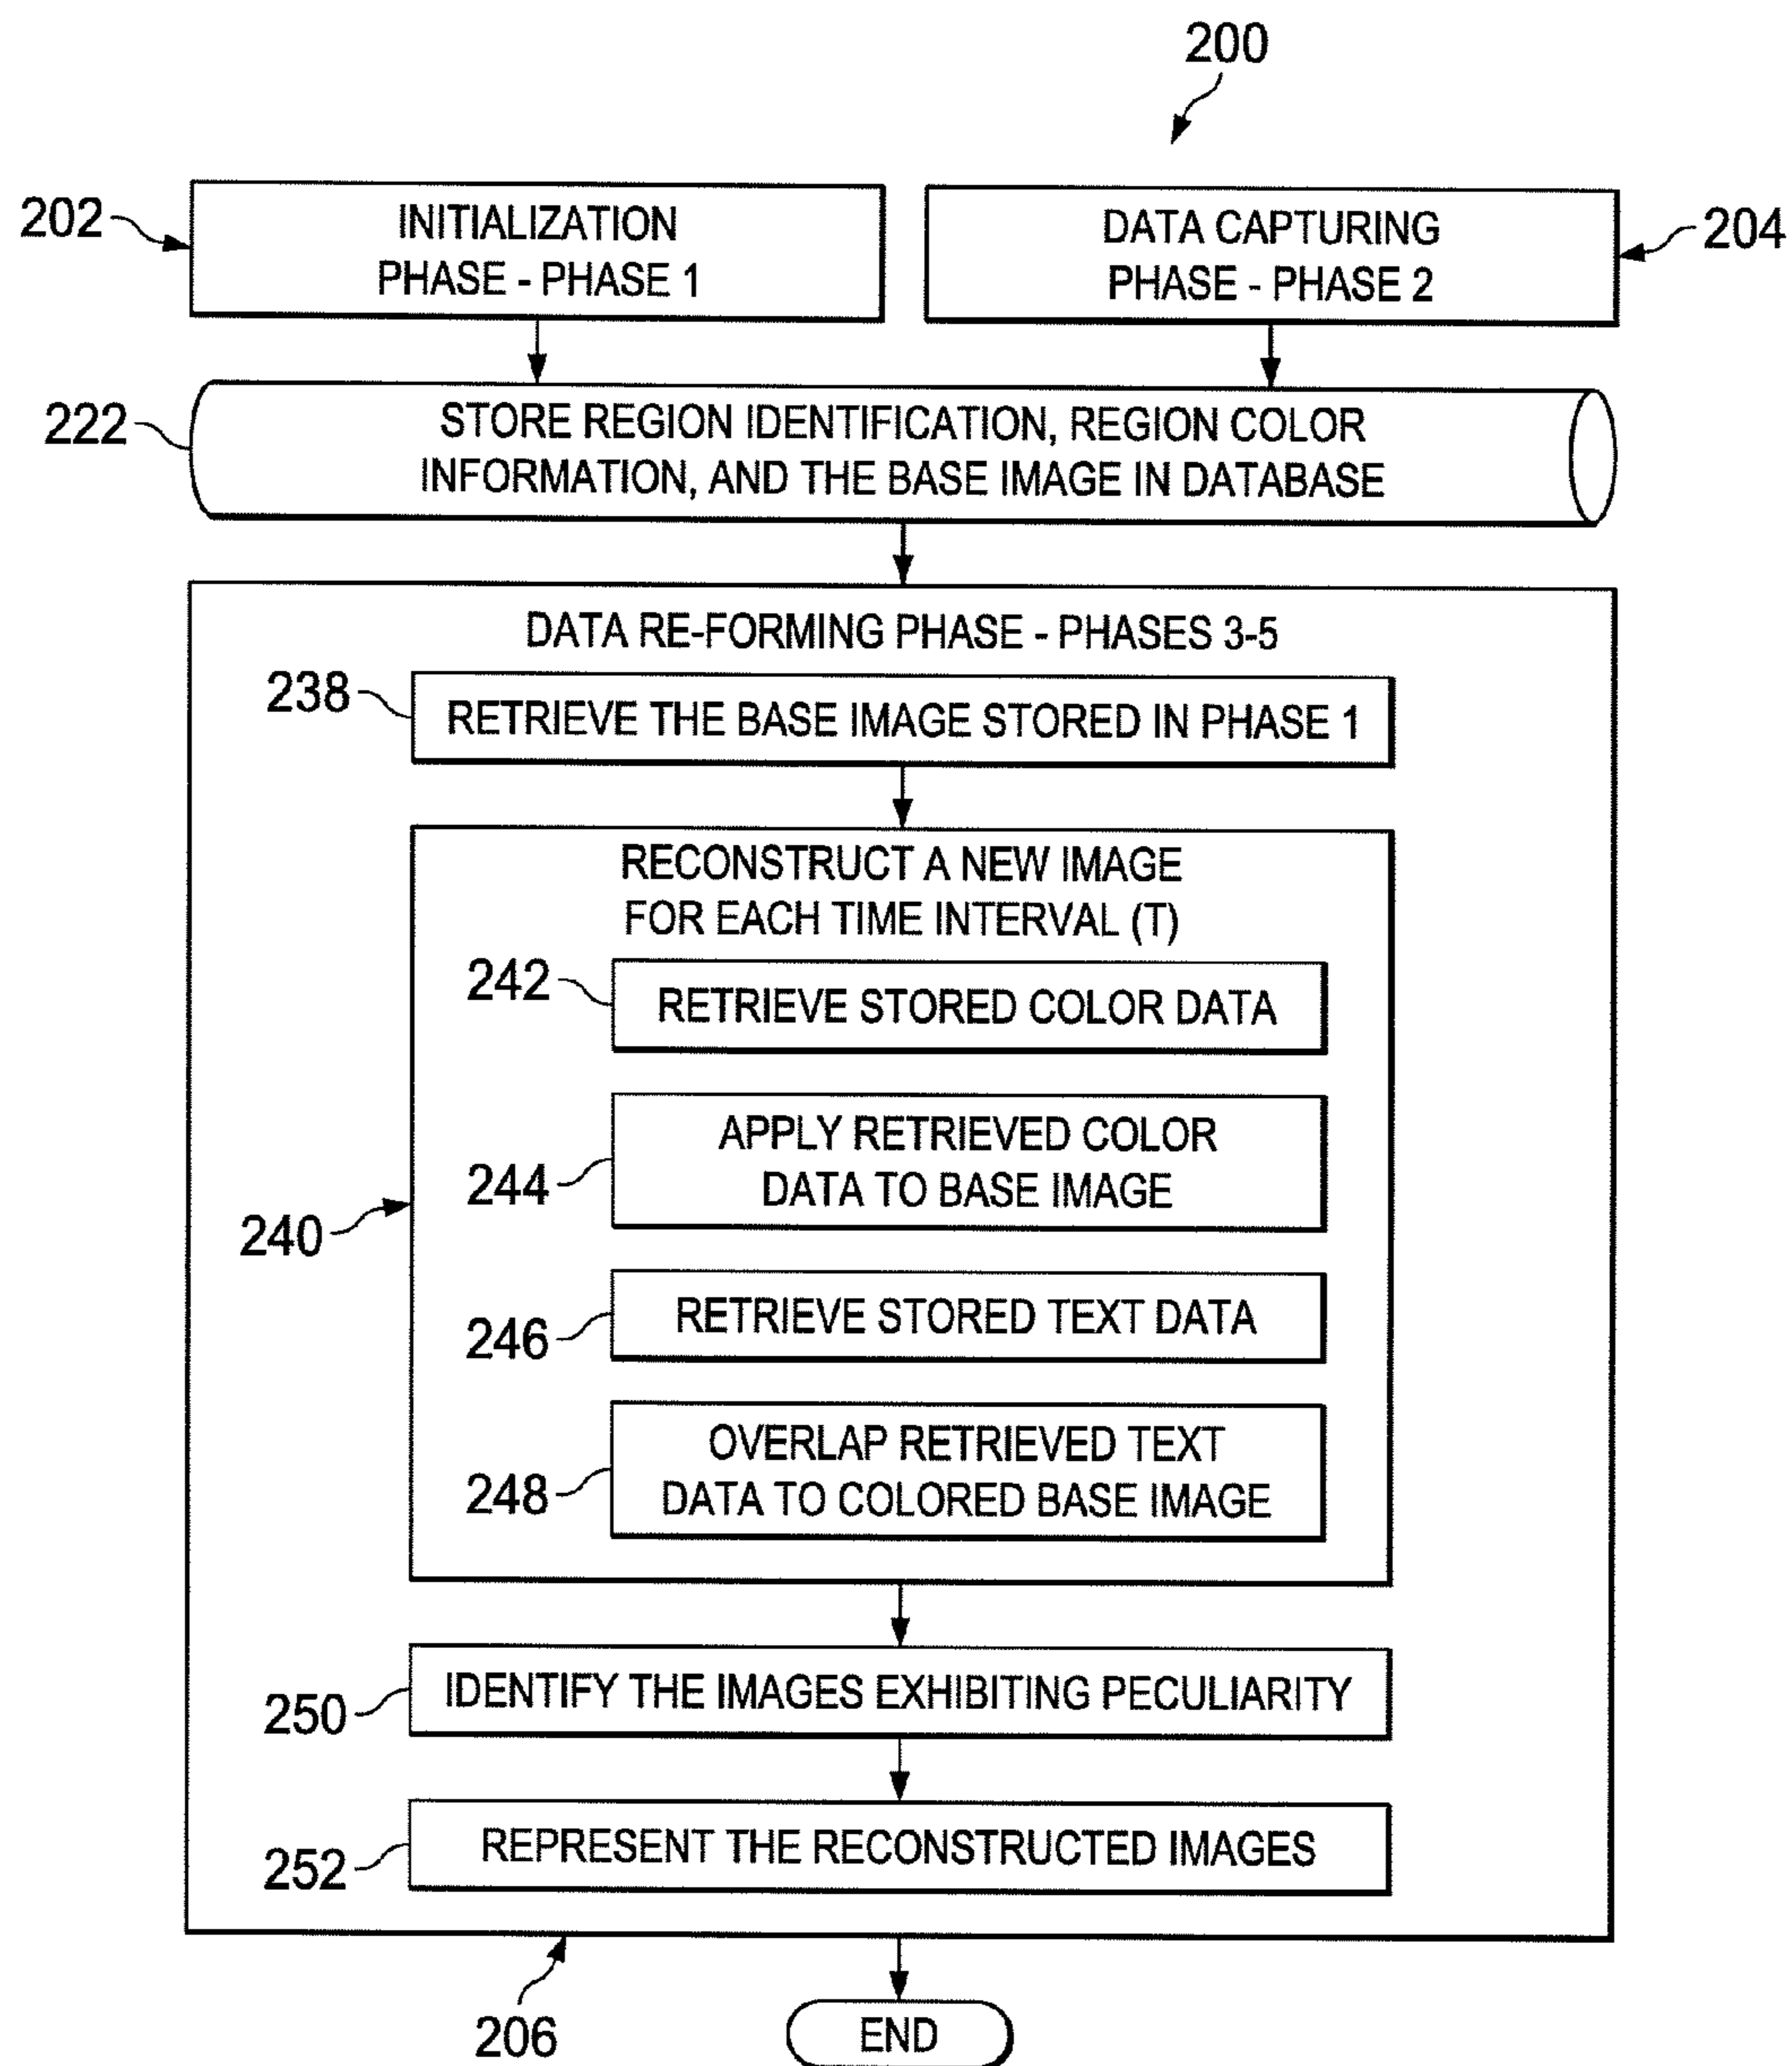 200
202
INITIALIZATION
PHASE - PHASE 1
DATA CAPTURING
PHASE - PHASE 2
204
222
STORE REGION IDENTIFICATION, REGION COLOR
INFORMATION, AND THE BASE IMAGE IN DATABASE
DATA RE-FORMING PHASE - PHASES 3-5
238
RETRIEVE THE BASE IMAGE STORED IN PHASE 1
RECONSTRUCT A NEW IMAGE
FOR EACH TIME INTERVAL (T)
242
RETRIEVE STORED COLOR DATA
APPLY RETRIEVED COLOR
DATA TO BASE IMAGE
244
240
RETRIEVE STORED TEXT DATA
246
OVERLAP RETRIEVED TEXT
DATA TO COLORED BASE IMAGE
248
IDENTIFY THE IMAGES EXHIBITING PECULIARITY
250
REPRESENT THE RECONSTRUCTED IMAGES
252
206
END